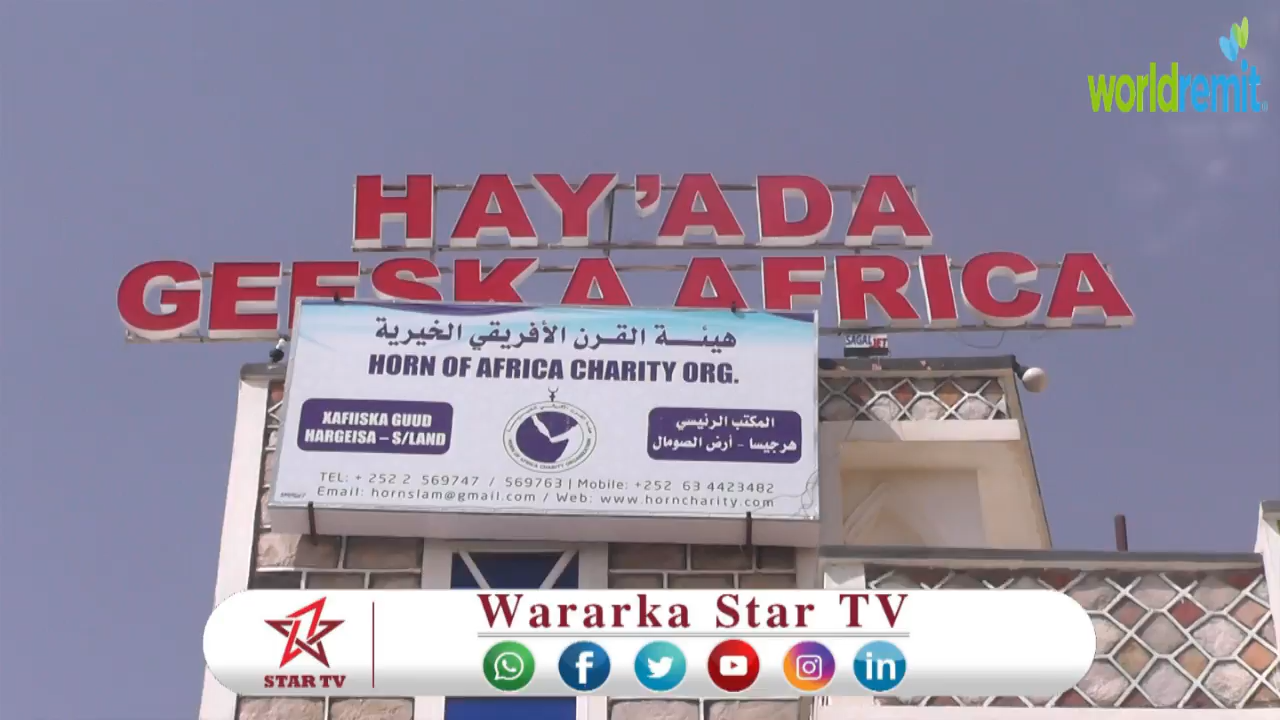 worldremit
HAY'ADA
GEESKA AFRICA
SAGALJET
هيئة القرن الأفريقي الخيرية
HORN OF AFRICA CHARITY ORG.
XAFIISKA GUUD
HARGEISA – S/LAND
المكتب الرئيسي
هرجيسا - أرض الصومال
TEL: + 252 2 569747 / 569763 | Mobile: +252 63 4423482
Email: hornslam@gmail.com / Web: www.horncharity.com
Wararka Star TV
STAR TV